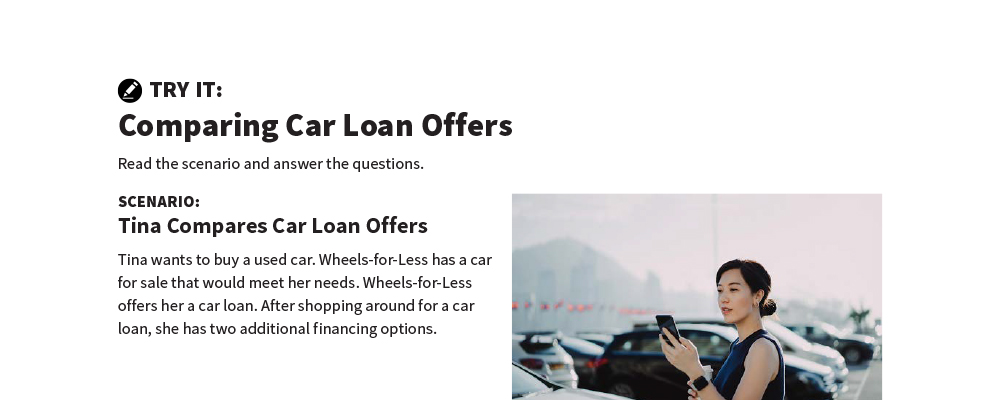 TRY IT:
Comparing Car Loan Offers
Read the scenario and answer the questions.
SCENARIO:
Tina Compares Car Loan Offers
Tina wants to buy a used car. Wheels-for-Less has a car
for sale that would meet her needs. Wheels-for-Less
offers her a car loan. After shopping around for a car
loan, she has two additional financing options.